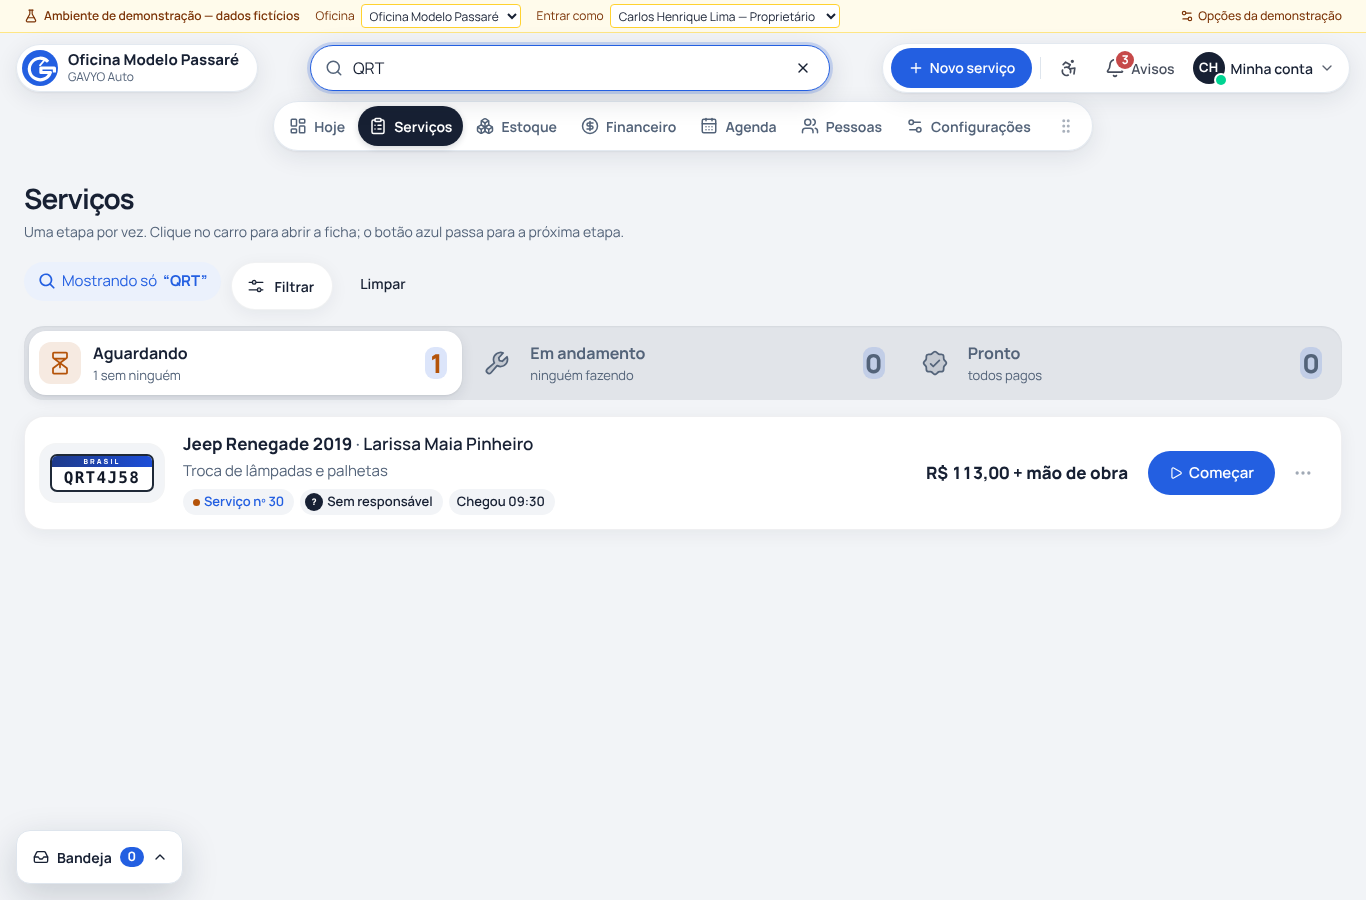 Ambiente de demonstração — dados fictícios Oficina Oficina Modelo Passaré Entrar como Carlos Henrique Lima — Proprietário Opções da demonstração
Oficina Modelo Passaré
GAVYO Auto
QRT
Novo serviço
3
Avisos
CH
Minha conta
Hoje
Serviços
Estoque
Financeiro
Agenda
Pessoas
Configurações
Serviços
Uma etapa por vez. Clique no carro para abrir a ficha; o botão azul passa para a próxima etapa.
Mostrando só “QRT”
Filtrar
Limpar
Aguardando
1 sem ninguém
1
Em andamento
ninguém fazendo
0
Pronto
todos pagos
0
BRASIL
QRT4J58
Jeep Renegade 2019 · Larissa Maia Pinheiro
Troca de lâmpadas e palhetas
Serviço nº 30
? Sem responsável
Chegou 09:30
R$ 113,00 + mão de obra
Começar
Bandeja 0